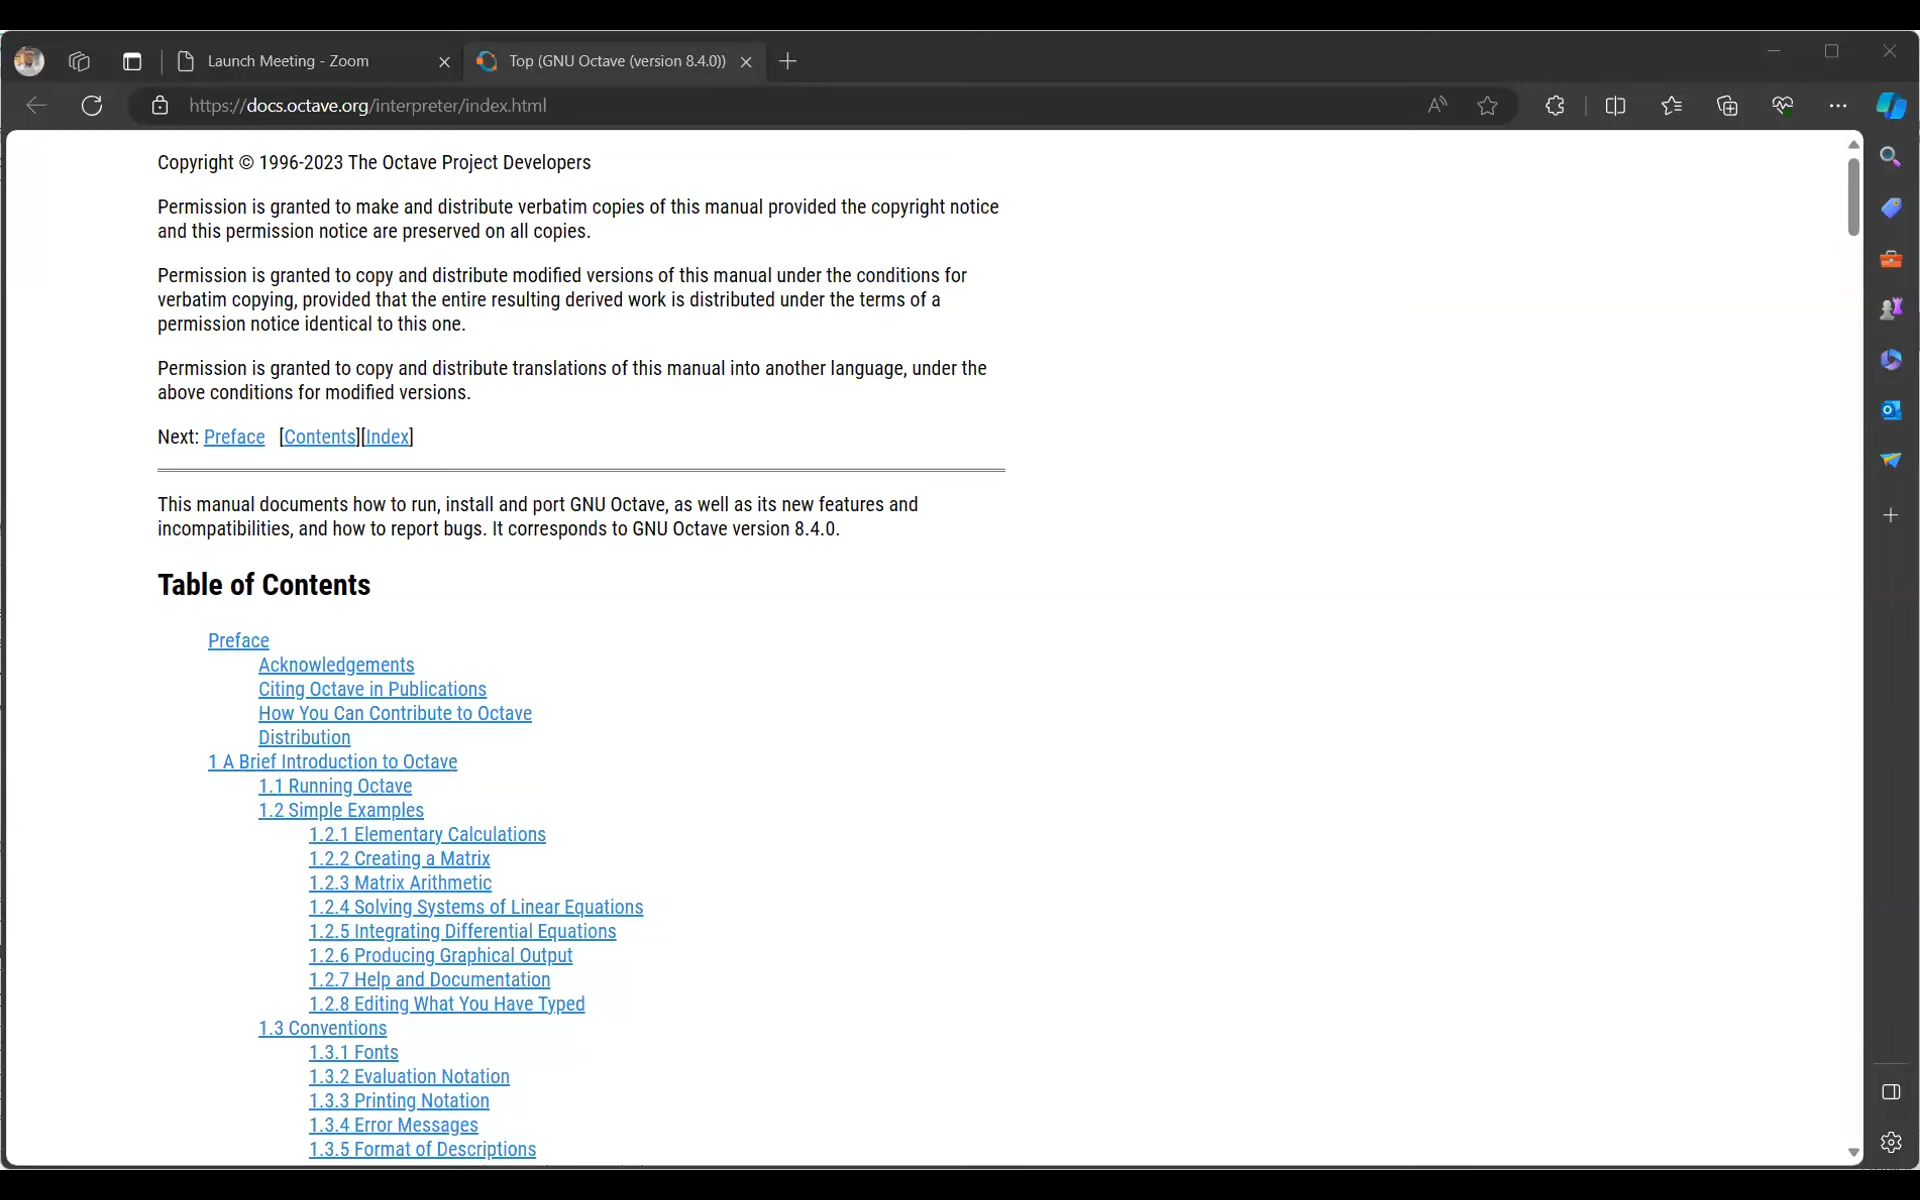 Launch Meeting - Zoom
Top (GNU Octave (version 8.4.0))
https://docs.octave.org/interpreter/index.html
Copyright © 1996-2023 The Octave Project Developers
Permission is granted to make and distribute verbatim copies of this manual provided the copyright notice
and this permission notice are preserved on all copies.
Permission is granted to copy and distribute modified versions of this manual under the conditions for
verbatim copying, provided that the entire resulting derived work is distributed under the terms of a
permission notice identical to this one.
Permission is granted to copy and distribute translations of this manual into another language, under the
above conditions for modified versions.
Next: Preface [Contents][Index]
This manual documents how to run, install and port GNU Octave, as well as its new features and
incompatibilities, and how to report bugs. It corresponds to GNU Octave version 8.4.0.
Table of Contents
Preface
Acknowledgements
Citing Octave in Publications
How You Can Contribute to Octave
Distribution
1 A Brief Introduction to Octave
1.1 Running Octave
1.2 Simple Examples
1.2.1 Elementary Calculations
1.2.2 Creating a Matrix
1.2.3 Matrix Arithmetic
1.2.4 Solving Systems of Linear Equations
1.2.5 Integrating Differential Equations
1.2.6 Producing Graphical Output
1.2.7 Help and Documentation
1.2.8 Editing What You Have Typed
1.3 Conventions
1.3.1 Fonts
1.3.2 Evaluation Notation
1.3.3 Printing Notation
1.3.4 Error Messages
1.3.5 Format of Descriptions